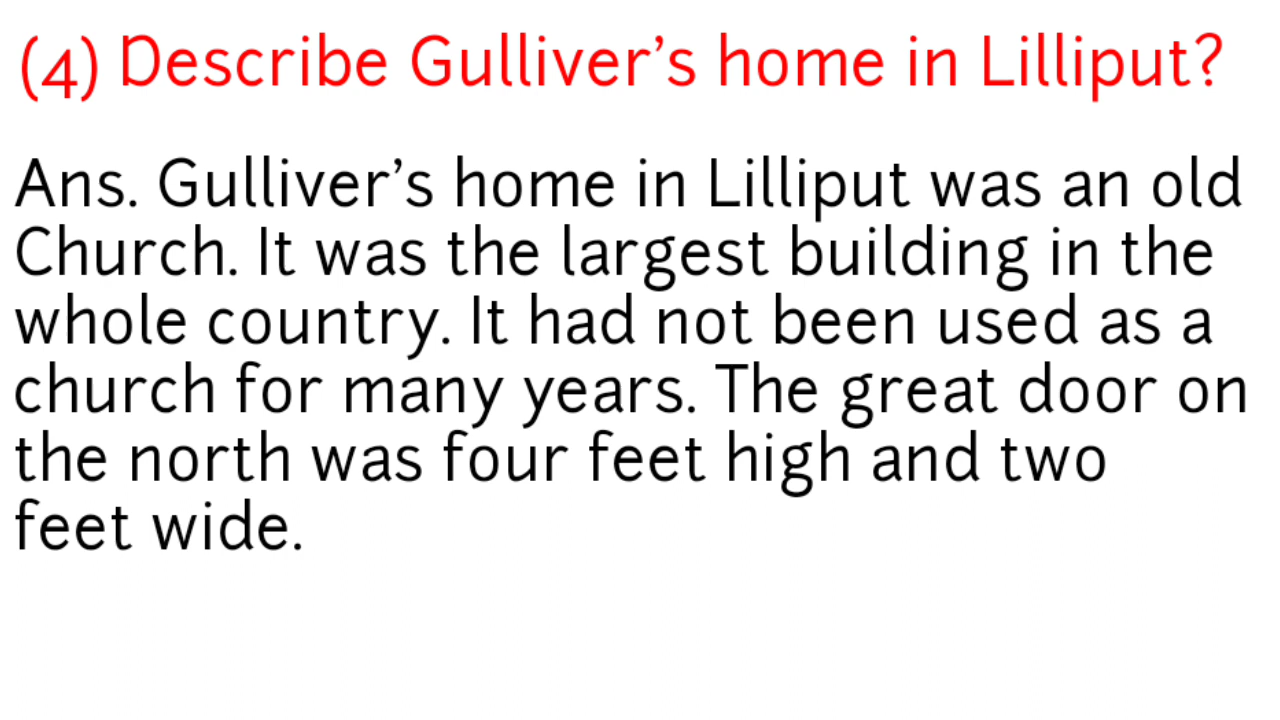 (4) Describe Gulliver’s home in Lilliput?
Ans. Gulliver’s home in Lilliput was an old
Church. It was the largest building in the
whole country. It had not been used as a
church for many years. The great door on
the north was four feet high and two
feet wide.